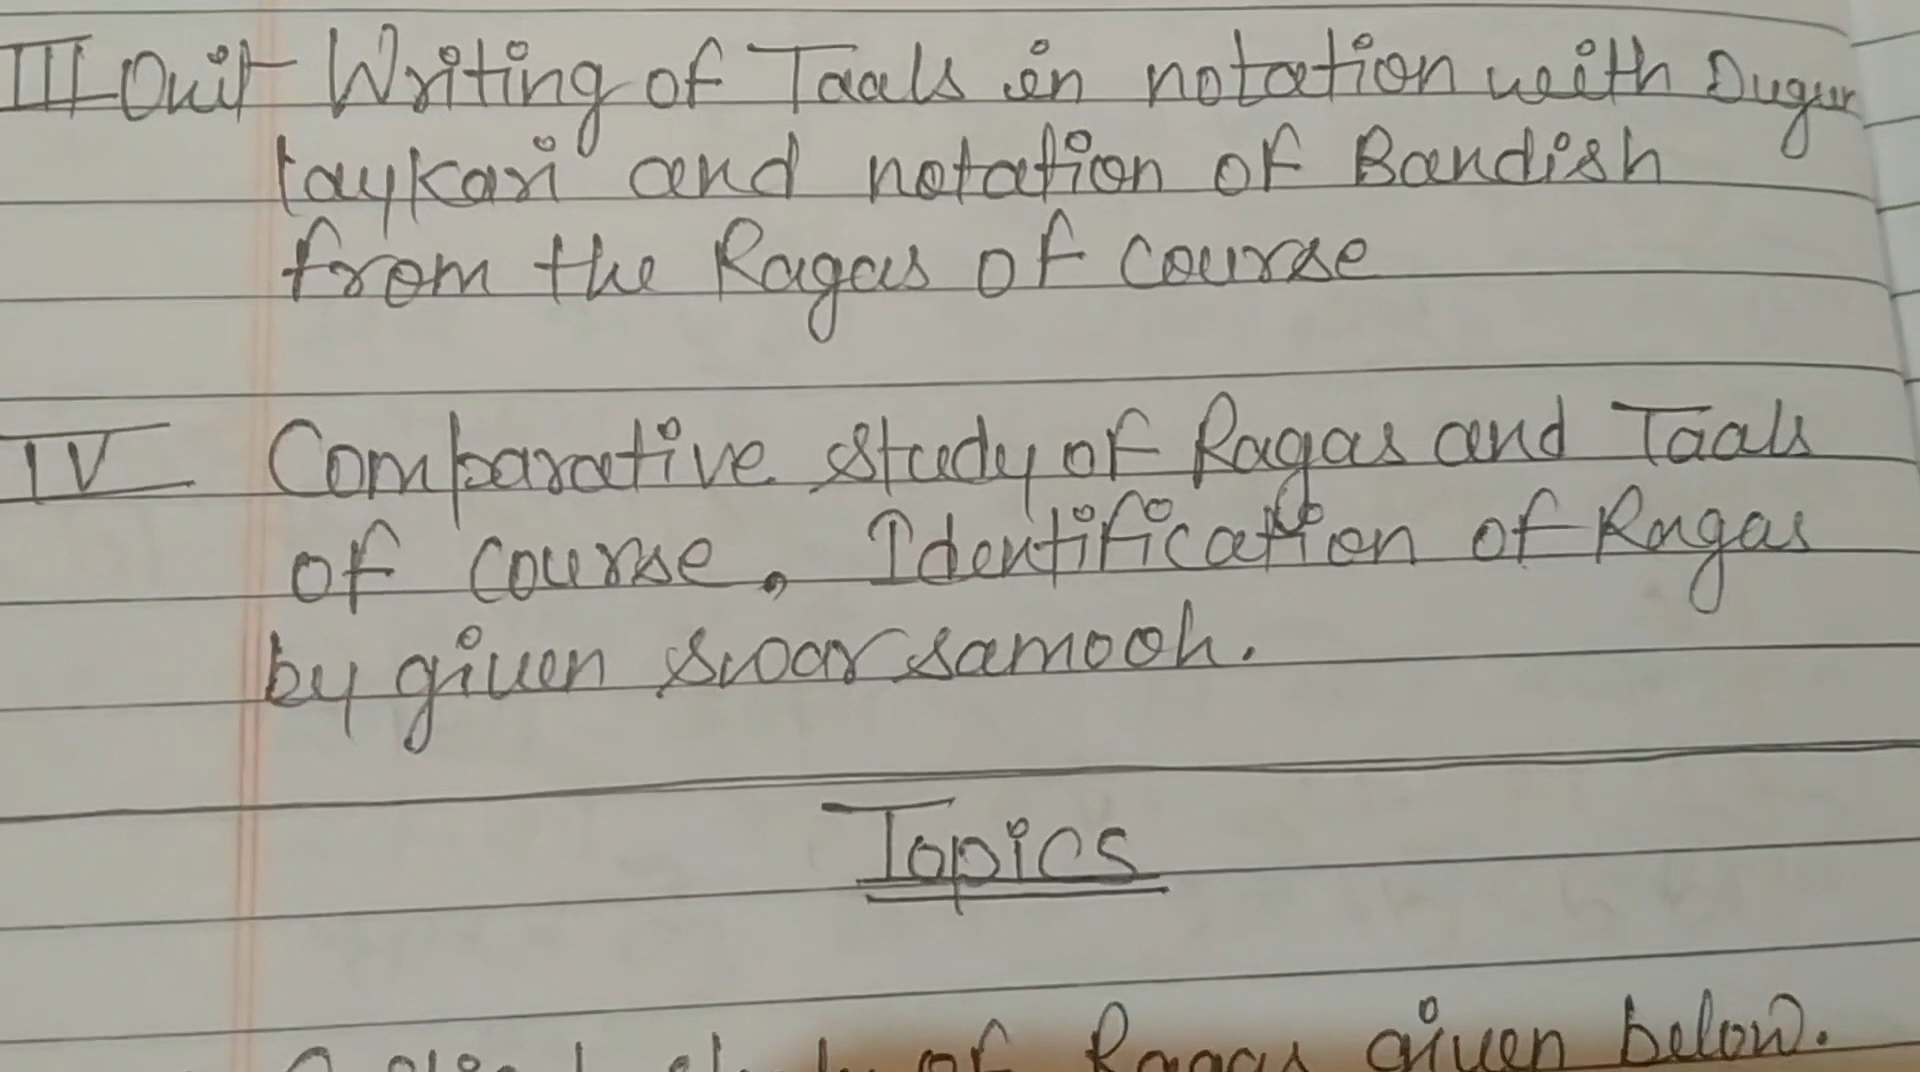 III Unit Writing of Taals in notation with Dugun
laykari and notation of Bandish
from the Ragas of course
IV Comparative study of Ragas and Taals
of course, Identification of Ragas
by given swar samooh.
Topics
study of Ragas given below.